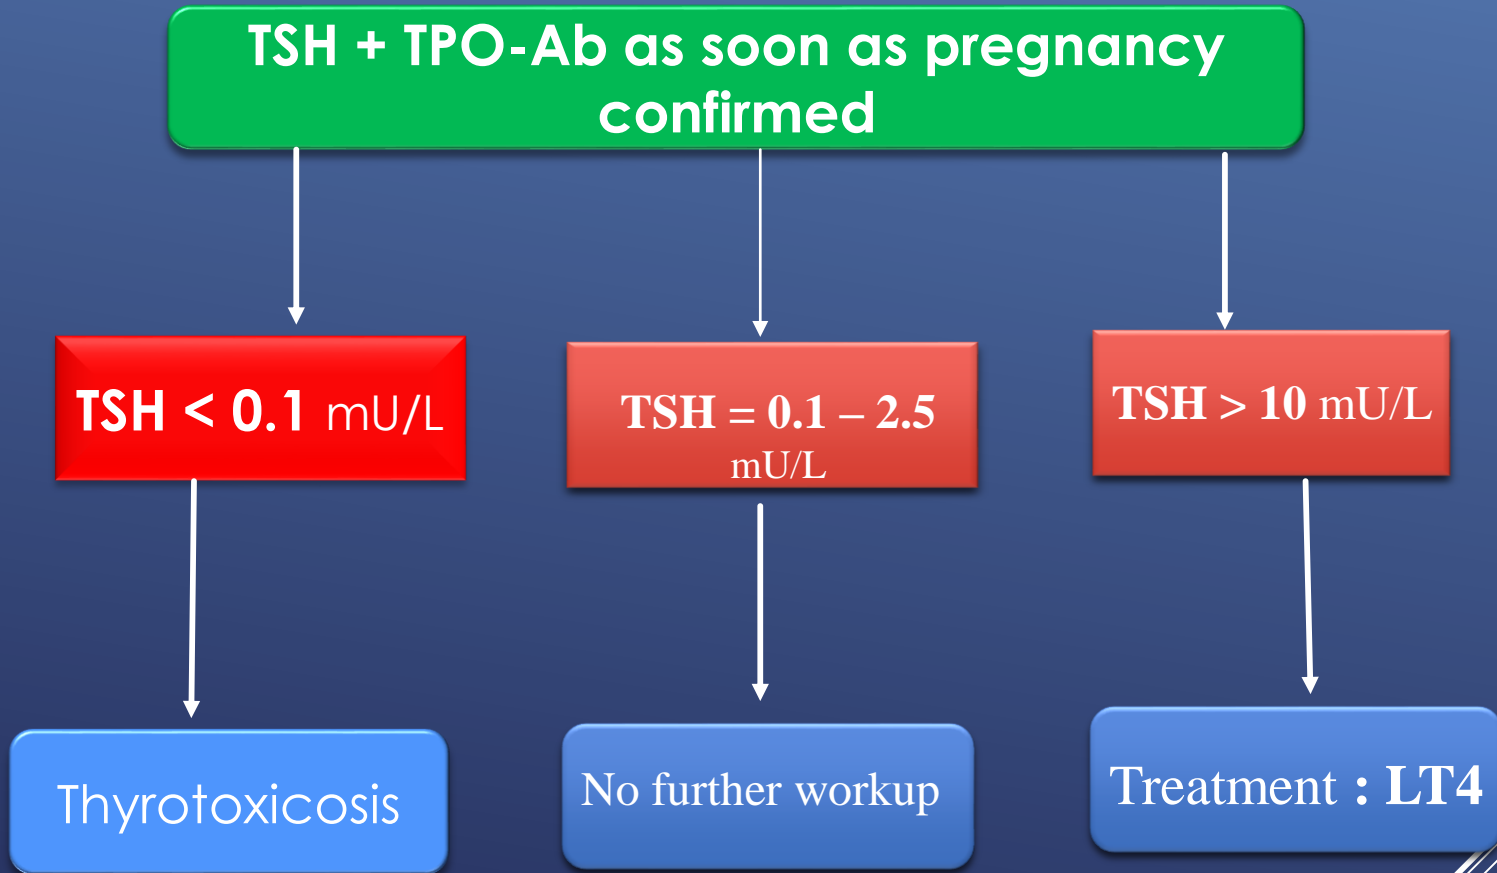 TSH + TPO-Ab as soon as pregnancy
confirmed
TSH < 0.1 mU/L
TSH = 0.1 – 2.5
mU/L
TSH > 10 mU/L
Thyrotoxicosis
No further workup
Treatment : LT4